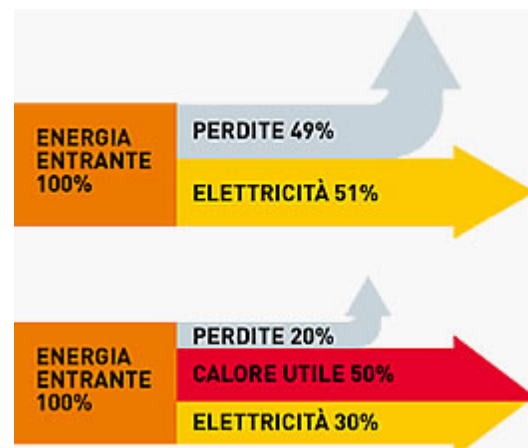 ENERGIA
ENTRANTE
100%
PERDITE 49%
ELETTRICITÀ 51%
ENERGIA
ENTRANTE
100%
PERDITE 20%
CALORE UTILE 50%
ELETTRICITÀ 30%